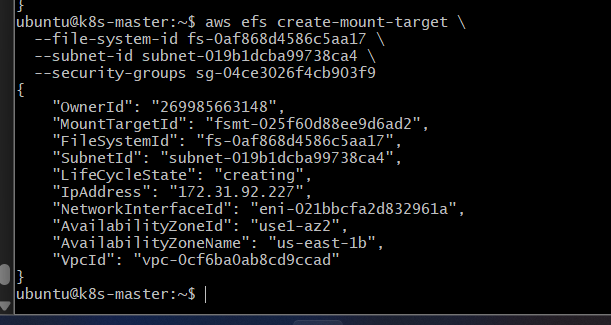 }
ubuntu@k8s-master:~$ aws efs create-mount-target \
  --file-system-id fs-0af868d4586c5aa17 \
  --subnet-id subnet-019b1dcba99738ca4 \
  --security-groups sg-04ce3026f4cb903f9
{
    "OwnerId": "269985663148",
    "MountTargetId": "fsmt-025f60d88ee9d6ad2",
    "FileSystemId": "fs-0af868d4586c5aa17",
    "SubnetId": "subnet-019b1dcba99738ca4",
    "LifeCycleState": "creating",
    "IpAddress": "172.31.92.227",
    "NetworkInterfaceId": "eni-021bbcfa2d832961a",
    "AvailabilityZoneId": "use1-az2",
    "AvailabilityZoneName": "us-east-1b",
    "VpcId": "vpc-0cf6ba0ab8cd9ccad"
}
ubuntu@k8s-master:~$